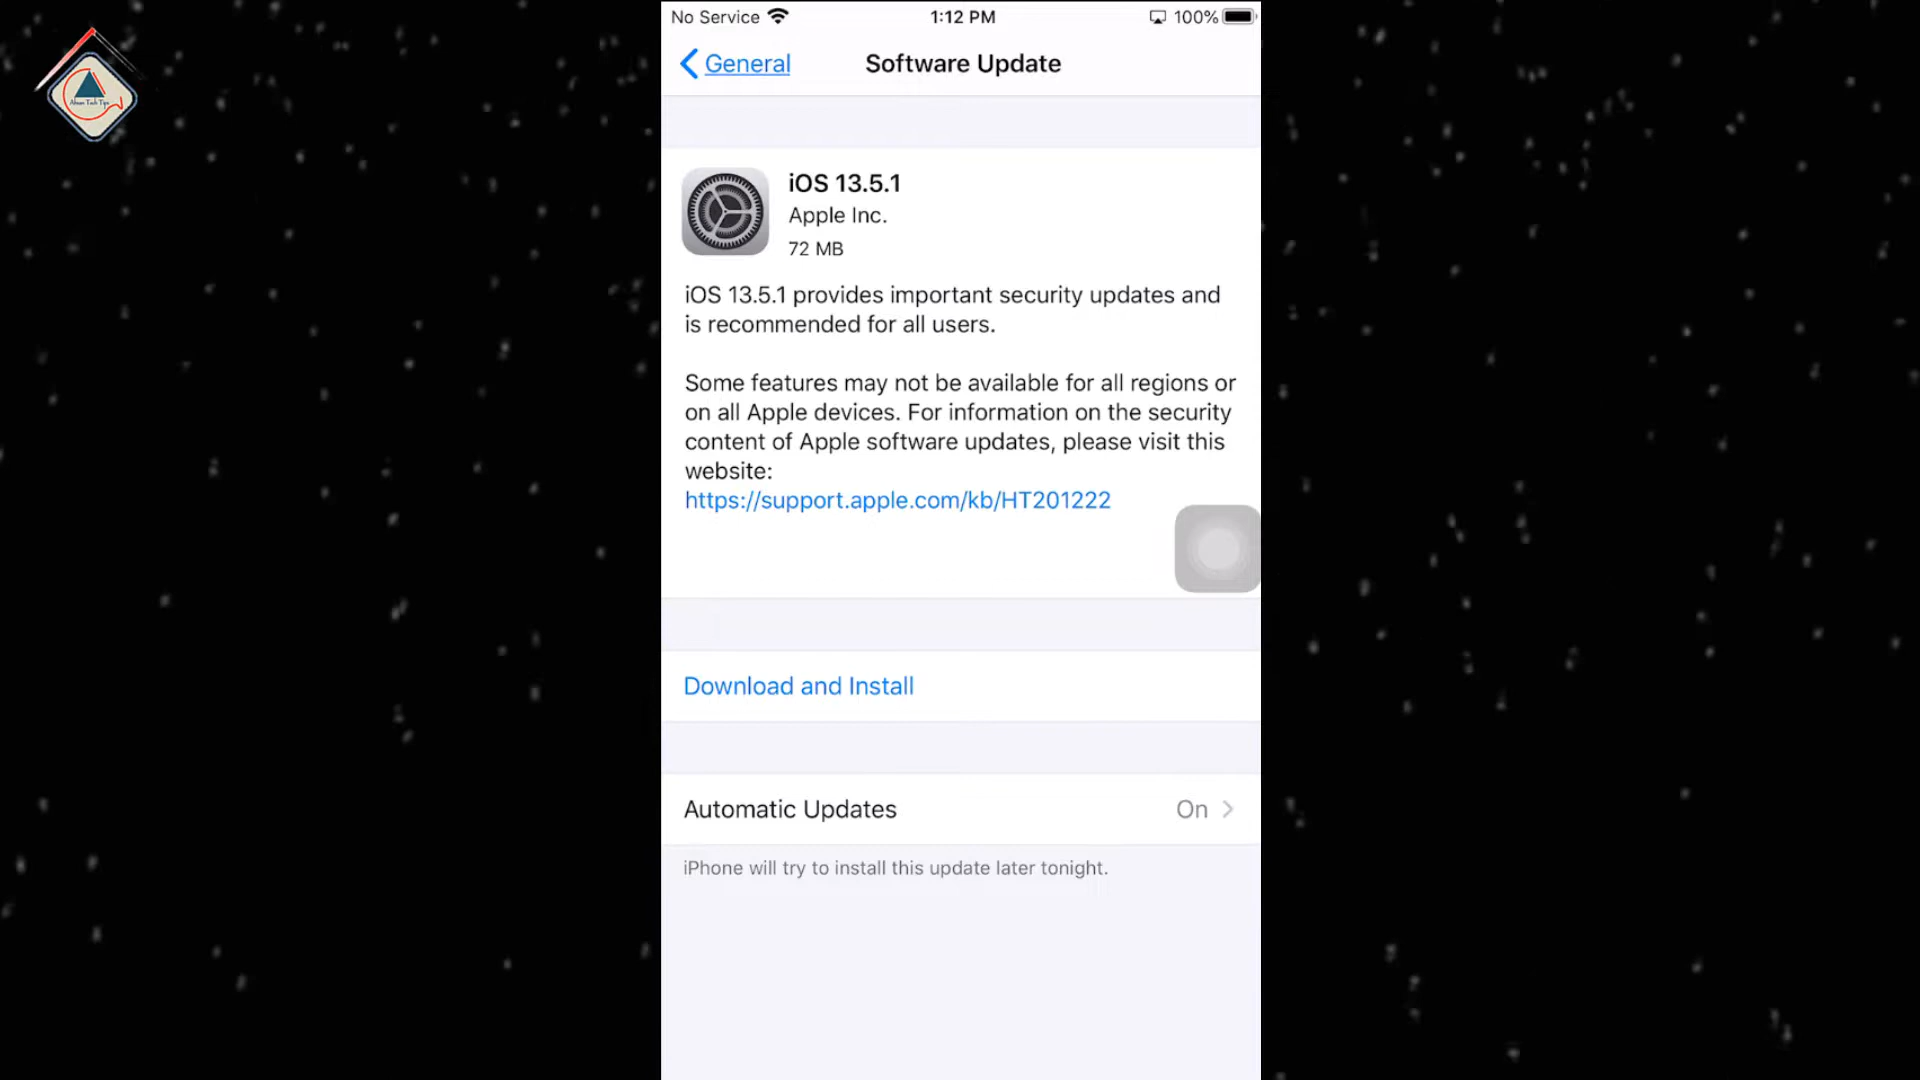 No Service
1:12 PM
100%
General
Software Update
Ahsan Tech Tips
iOS 13.5.1
Apple Inc.
72 MB
iOS 13.5.1 provides important security updates and
is recommended for all users.
Some features may not be available for all regions or
on all Apple devices. For information on the security
content of Apple software updates, please visit this
website:
https://support.apple.com/kb/HT201222
Download and Install
Automatic Updates
On
iPhone will try to install this update later tonight.